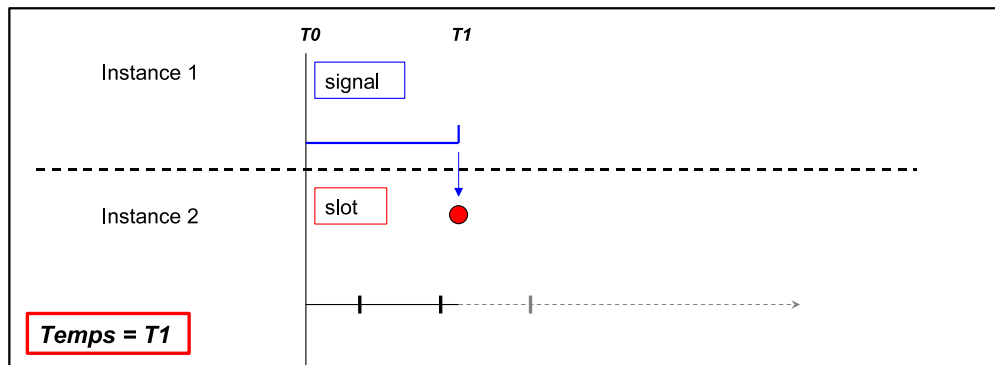 T0 T1
Instance 1
signal
slot
Instance 2
Temps = T1